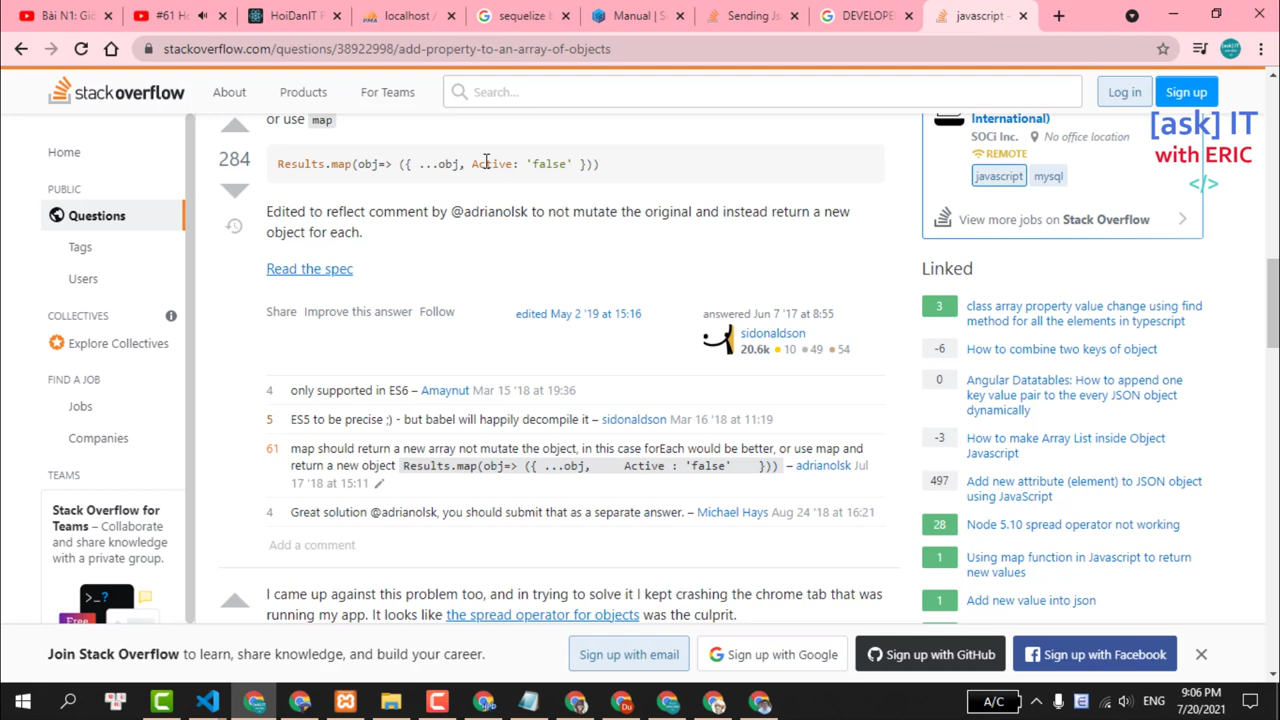 Bài N1: Giớ
#61 H
HoiDanIT F
localhost /
sequelize b
Manual | S
Sending Js
DEVELOPE
javascript -
stackoverflow.com/questions/38922998/add-property-to-an-array-of-objects
stack overflow
About
Products
For Teams
Search...
Log in
Sign up
[ask] IT
with ERIC
</>
Home
PUBLIC
Questions
Tags
Users
COLLECTIVES
Explore Collectives
FIND A JOB
Jobs
Companies
TEAMS
Stack Overflow for
Teams – Collaborate
and share knowledge
with a private group.
>_?
Free
or use map
284
Results.map(obj=> ({ ...obj, Active: 'false' }))
Edited to reflect comment by @adrianolsk to not mutate the original and instead return a new
object for each.
Read the spec
Share Improve this answer Follow
edited May 2 '19 at 15:16
answered Jun 7 '17 at 8:55
sidonaldson
20.6k 10 49 54
4 only supported in ES6 – Amaynut Mar 15 '18 at 19:36
5 ES5 to be precise ;) - but babel will happily decompile it – sidonaldson Mar 16 '18 at 11:19
61 map should return a new array not mutate the object, in this case forEach would be better, or use map and
return a new object Results.map(obj=> ({ ...obj, Active : 'false' })) – adrianolsk Jul
17 '18 at 15:11
4 Great solution @adrianolsk, you should submit that as a separate answer. – Michael Hays Aug 24 '18 at 16:21
Add a comment
I came up against this problem too, and in trying to solve it I kept crashing the chrome tab that was
running my app. It looks like the spread operator for objects was the culprit.
International)
SOCi Inc. No office location
REMOTE
javascript mysql
View more jobs on Stack Overflow
Linked
3 class array property value change using find
method for all the elements in typescript
-6 How to combine two keys of object
0 Angular Datatables: How to append one
key value pair to the every JSON object
dynamically
-3 How to make Array List inside Object
Javascript
497 Add new attribute (element) to JSON object
using JavaScript
28 Node 5.10 spread operator not working
1 Using map function in Javascript to return
new values
1 Add new value into json
Join Stack Overflow to learn, share knowledge, and build your career.
Sign up with email
Sign up with Google
Sign up with GitHub
Sign up with Facebook
A/C
ENG
9:06 PM
7/20/2021